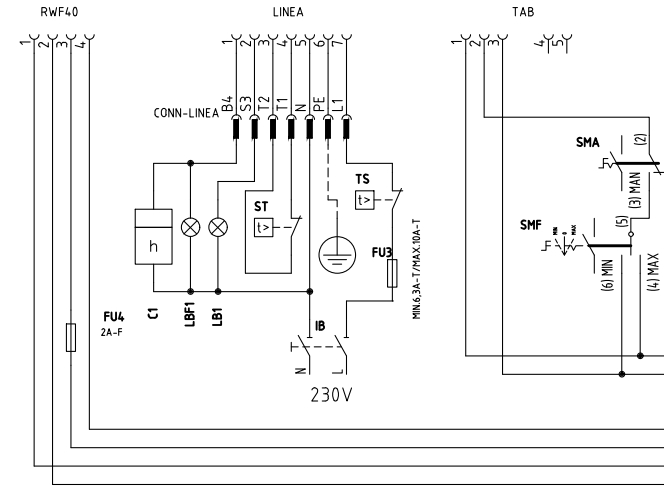 RWF40
LINEA
TAB
1
2
3
4
1
2
3
4
5
6
7
1
2
3
4
5
CONN-LINEA
B4
S3
T2
T1
N
PE
L1
SMA
(2)
(3) MAN
TS
t>
ST
t>
SMF
MIN
0
MAX
(5)
(6) MIN
(4) MAX
h
FU3
MIN.6,3A-T/MAX.10A-T
FU4
2A-F
C1
LBF1
LB1
IB
N
L
230V